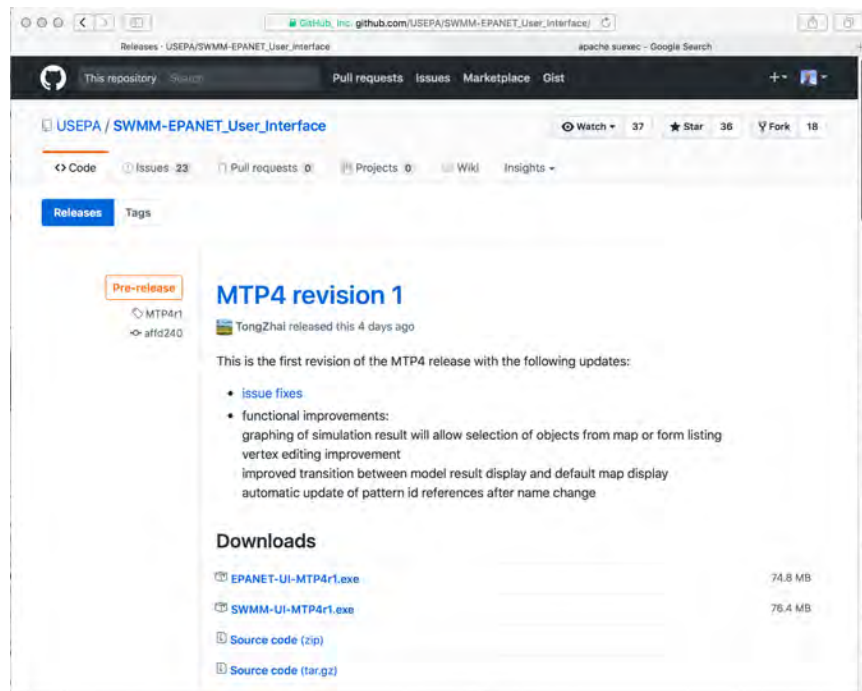 GitHub, Inc. github.com/USEPA/SWMM-EPANET_User_Interface/
Releases · USEPA/SWMM-EPANET_User_Interface
apache suexec - Google Search
This repository Search Pull requests Issues Marketplace Gist
USEPA / SWMM-EPANET_User_Interface Watch 37 Star 36 Fork 18
<> Code Issues 23 Pull requests 0 Projects 0 Wiki Insights
Releases Tags
Pre-release
MTP4r1
affd240
MTP4 revision 1
TongZhai released this 4 days ago
This is the first revision of the MTP4 release with the following updates:
• issue fixes
• functional improvements:
graphing of simulation result will allow selection of objects from map or form listing
vertex editing improvement
improved transition between model result display and default map display
automatic update of pattern id references after name change
Downloads
EPANET-UI-MTP4r1.exe 74.8 MB
SWMM-UI-MTP4r1.exe 76.4 MB
Source code (zip)
Source code (tar.gz)